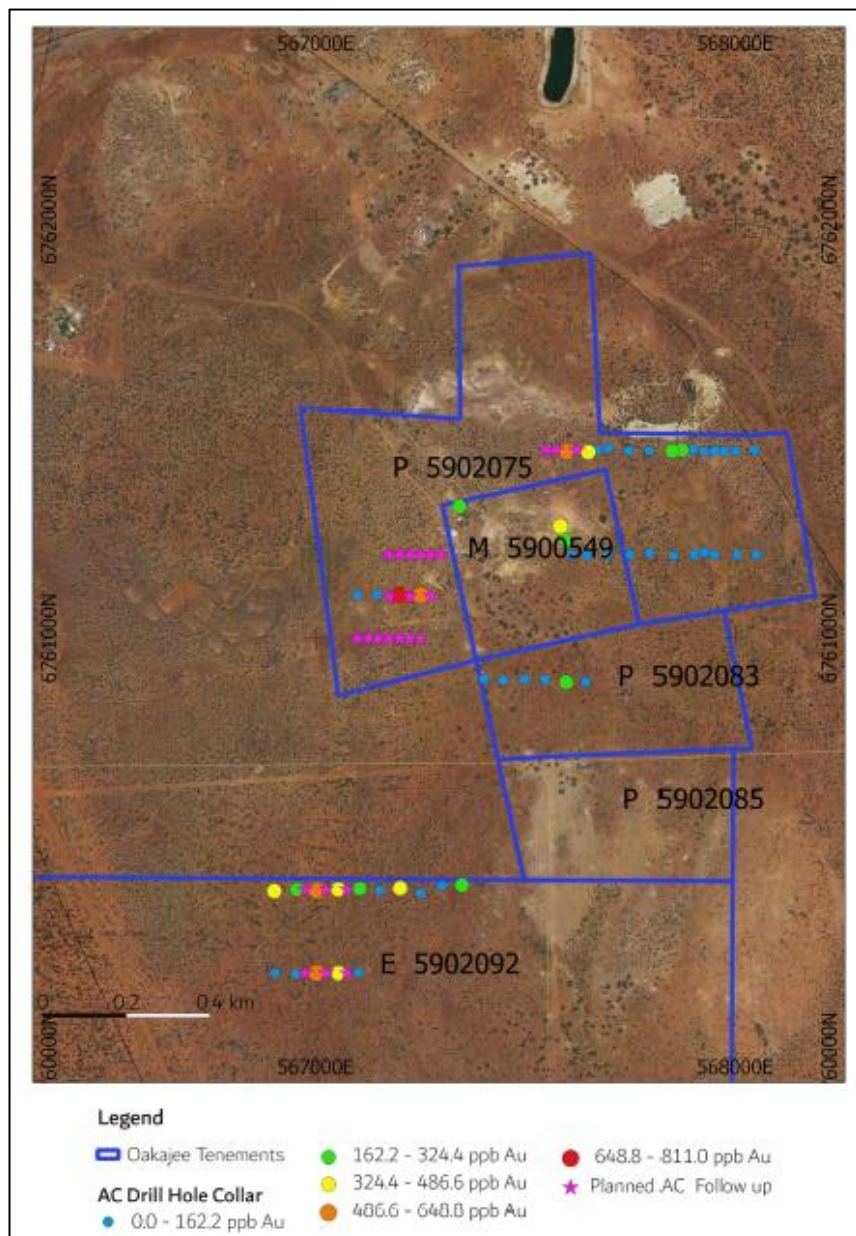 567000E 568000E
6762000N 6762000N
P 5902075
M 5900549
6761000N 6761000N
P 5902083
P 5902085
E 5902092
0 0.2 0.4 km
60000N 60000N
567000E 568000E
Legend
Oakajee Tenements
AC Drill Hole Collar
0.0 - 162.2 ppb Au
162.2 - 324.4 ppb Au
324.4 - 486.6 ppb Au
486.6 - 648.8 ppb Au
648.8 - 811.0 ppb Au
Planned AC Follow up